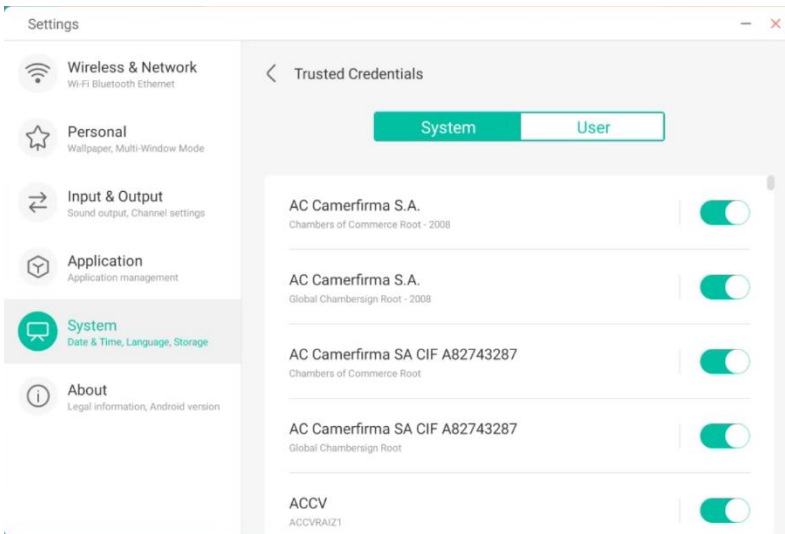 Settings
Wireless & Network
Wi-Fi Bluetooth Ethernet
Personal
Wallpaper, Multi-Window Mode
Input & Output
Sound output, Channel settings
Application
Application management
System
Date & Time, Language, Storage
About
Legal information, Android version
Trusted Credentials
System
User
AC Camerfirma S.A.
Chambers of Commerce Root - 2008
AC Camerfirma S.A.
Global Chambersign Root - 2008
AC Camerfirma SA CIF A82743287
Chambers of Commerce Root
AC Camerfirma SA CIF A82743287
Global Chambersign Root
ACCV
ACCVRAIZ1